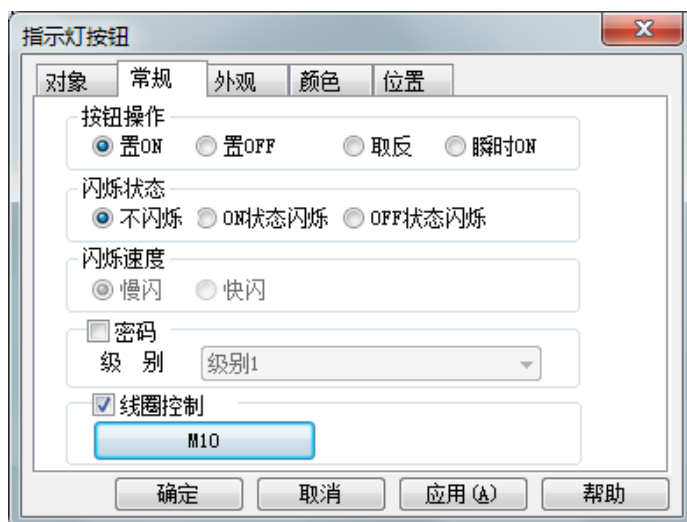 指示灯按钮
对象 常规 外观 颜色 位置
按钮操作
置ON 置OFF 取反 瞬时ON
闪烁状态
不闪烁 ON状态闪烁 OFF状态闪烁
闪烁速度
慢闪 快闪
密码
级 别 级别1
线圈控制
M10
确定 取消 应用(A) 帮助